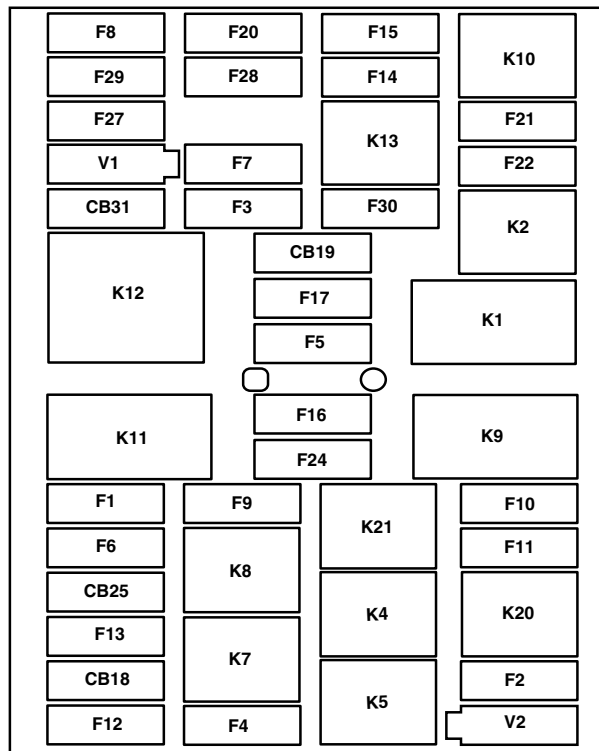 F8 F20 F15 K10
F29 F28 F14
F27 K13 F21
V1 F7 F22
CB31 F3 F30 K2
K12 CB19
F17 K1
F5
K11 F16 K9
F24
F1 F9 K21 F10
F6 K8 F11
CB25 K4 K20
F13 K7
CB18 K5 F2
F12 F4 V2